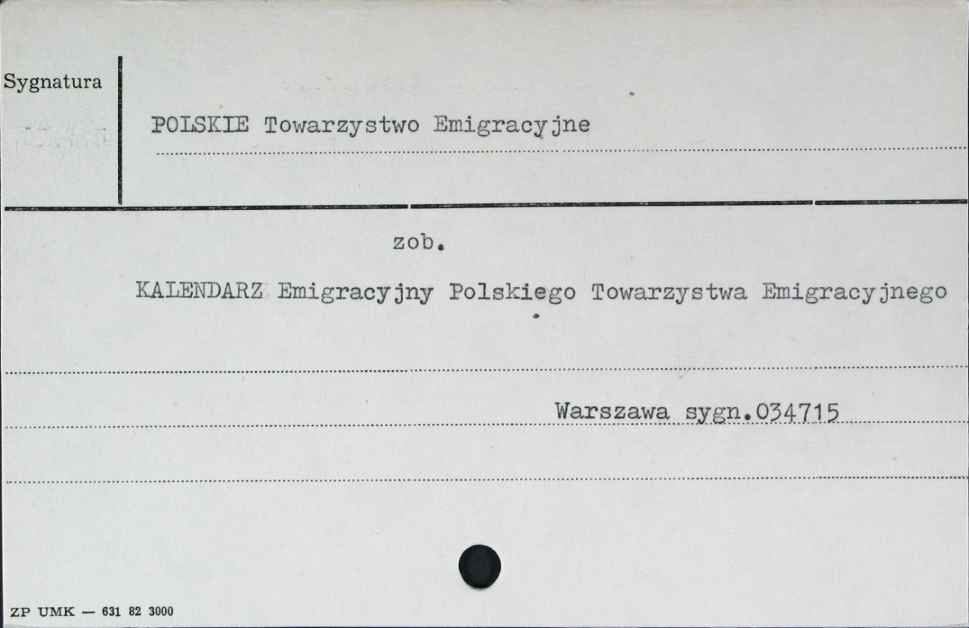 Sygnatura
POLSKIE Towarzystwo Emigracyjne
zob.
KALENDARZ Emigracyjny Polskiego Towarzystwa Emigracyjnego
Warszawa sygn.034715
ZP UMK — 631 82 3000